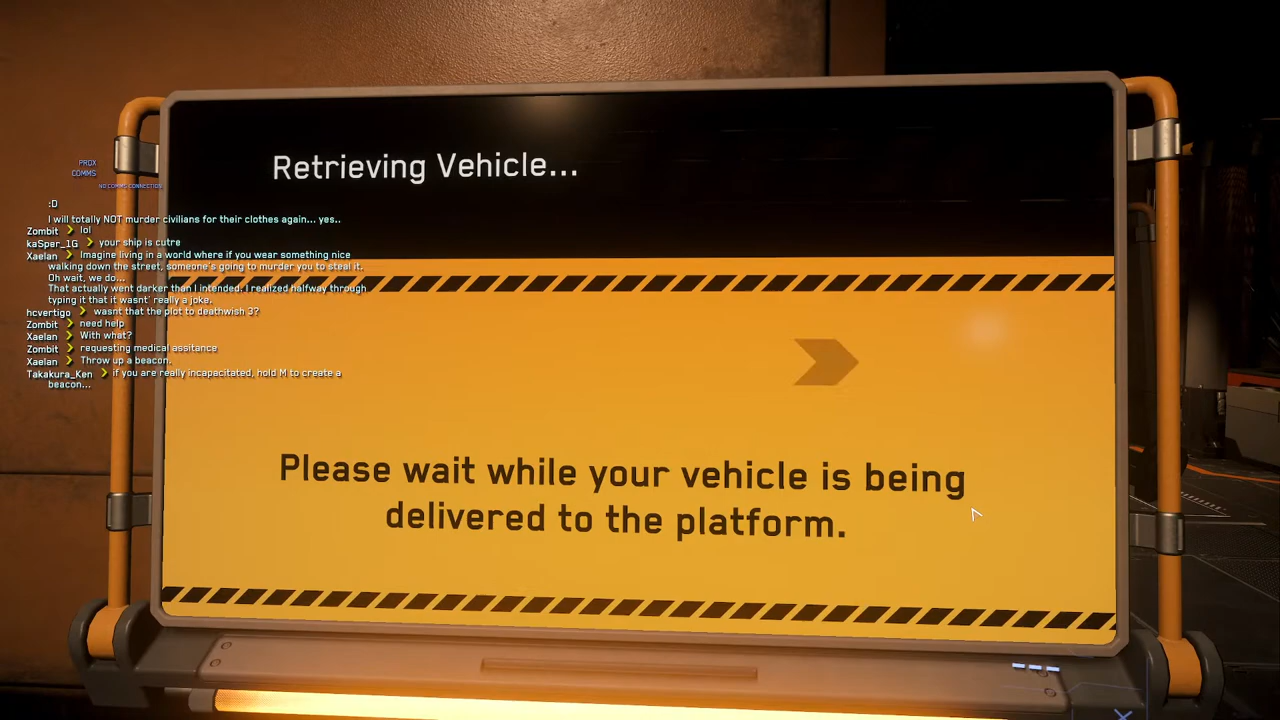 Retrieving Vehicle...
PROX
COMMS
NO COMMS CONNECTION
:D
I will totally NOT murder civilians for their clothes again... yes..
Zombit > lol
kaSper_1G > your ship is cutre
Xaelan > Imagine living in a world where if you wear something nice
walking down the street, someone's going to murder you to steal it.
Oh wait, we do...
That actually went darker than I intended. I realized halfway through
typing it that it wasnt' really a joke.
hcvertigo > wasnt that the plot to deathwish 3?
Zombit > need help
Xaelan > With what?
Zombit > requesting medical assitance
Xaelan > Throw up a beacon.
Takakura_Ken > if you are really incapacitated, hold M to create a
beacon...
Please wait while your vehicle is being
delivered to the platform.